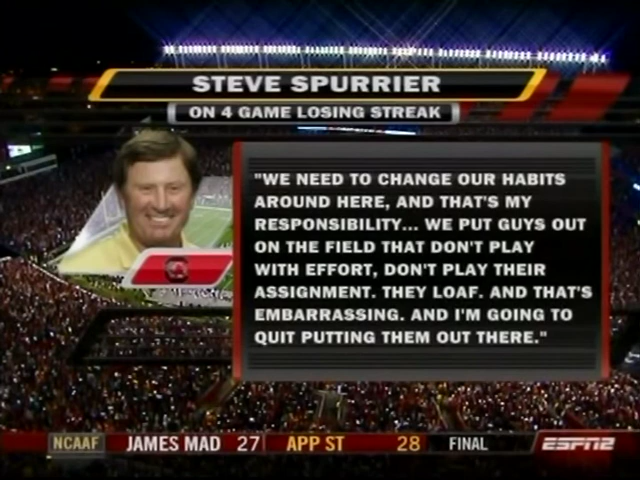 STEVE SPURRIER
ON 4 GAME LOSING STREAK
"WE NEED TO CHANGE OUR HABITS
AROUND HERE, AND THAT'S MY
RESPONSIBILITY... WE PUT GUYS OUT
ON THE FIELD THAT DON'T PLAY
WITH EFFORT, DON'T PLAY THEIR
ASSIGNMENT. THEY LOAF. AND THAT'S
EMBARRASSING. AND I'M GOING TO
QUIT PUTTING THEM OUT THERE."
NCAAF JAMES MAD 27 APP ST 28 FINAL ESPN2